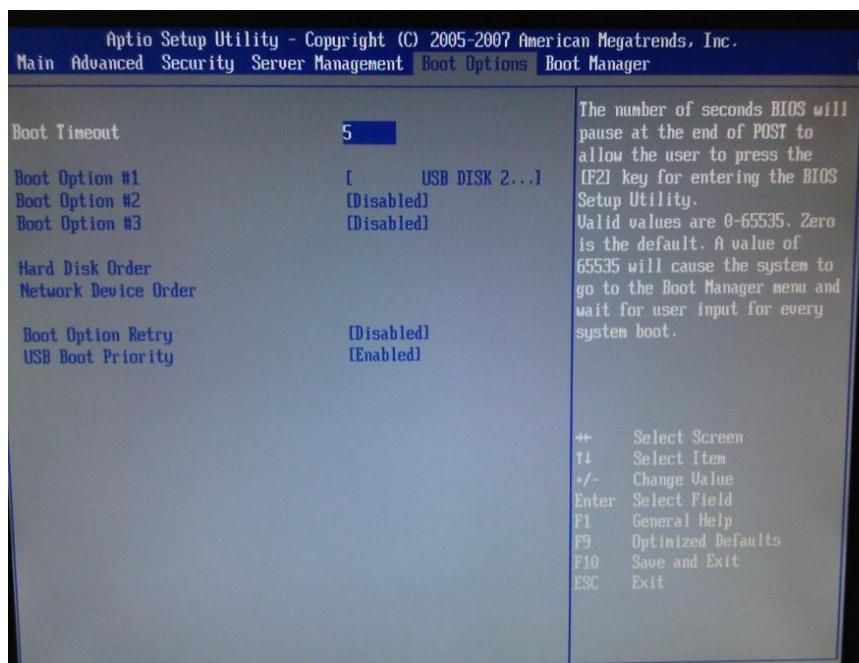 Aptio Setup Utility - Copyright (C) 2005-2007 American Megatrends, Inc.
Main Advanced Security Server Management Boot Options Boot Manager
Boot Timeout 5
Boot Option #1 [ USB DISK 2...]
Boot Option #2 [Disabled]
Boot Option #3 [Disabled]
Hard Disk Order
Network Device Order
Boot Option Retry [Disabled]
USB Boot Priority [Enabled]
The number of seconds BIOS will
pause at the end of POST to
allow the user to press the
[F2] key for entering the BIOS
Setup Utility.
Valid values are 0-65535. Zero
is the default. A value of
65535 will cause the system to
go to the Boot Manager menu and
wait for user input for every
system boot.
→← Select Screen
↑↓ Select Item
+/- Change Value
Enter Select Field
F1 General Help
F9 Optimized Defaults
F10 Save and Exit
ESC Exit